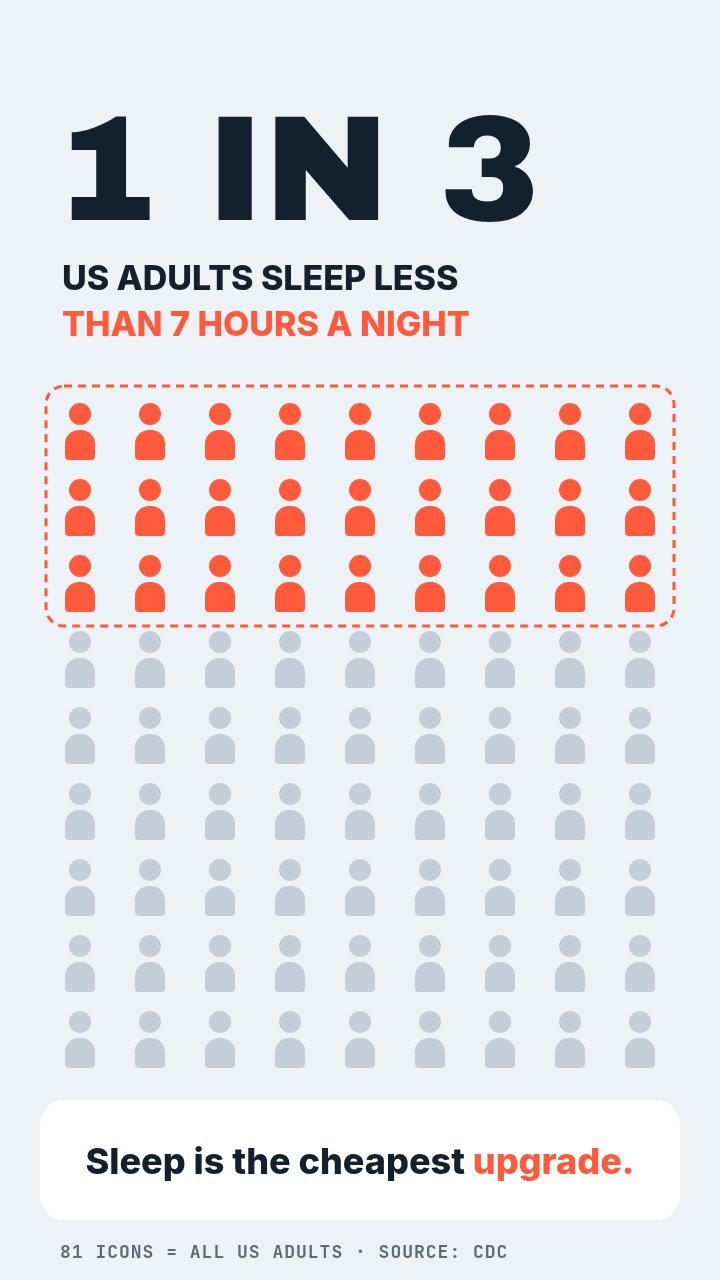 1 IN 3
US ADULTS SLEEP LESS
THAN 7 HOURS A NIGHT
Sleep is the cheapest upgrade.
81 ICONS = ALL US ADULTS · SOURCE: CDC